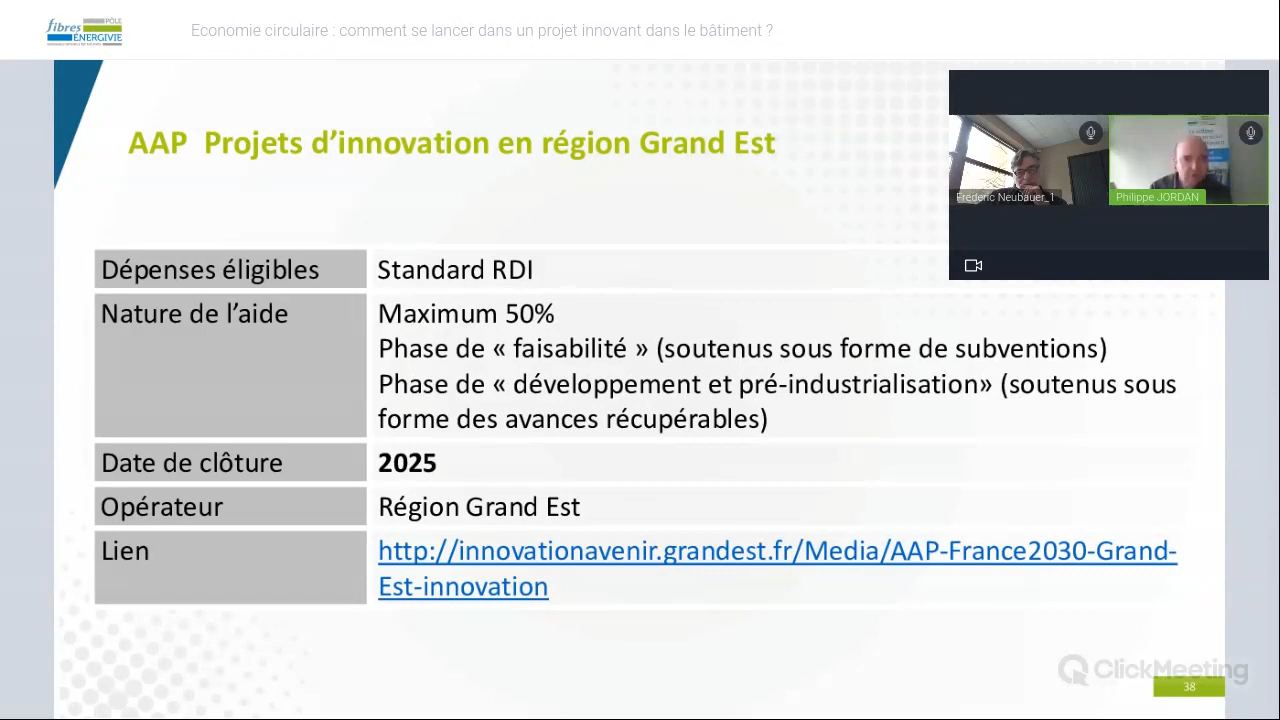 fibres
PÔLE
ÉNERGIVIE
Economie circulaire : comment se lancer dans un projet innovant dans le bâtiment ?
AAP Projets d’innovation en région Grand Est
Frederic Neubauer_1
Philippe JORDAN
Dépenses éligibles
Standard RDI
Nature de l’aide
Maximum 50%
Phase de « faisabilité » (soutenus sous forme de subventions)
Phase de « développement et pré-industrialisation» (soutenus sous
forme des avances récupérables)
Date de clôture
2025
Opérateur
Région Grand Est
Lien
http://innovationavenir.grandest.fr/Media/AAP-France2030-Grand-
Est-innovation
ClickMeeting
38